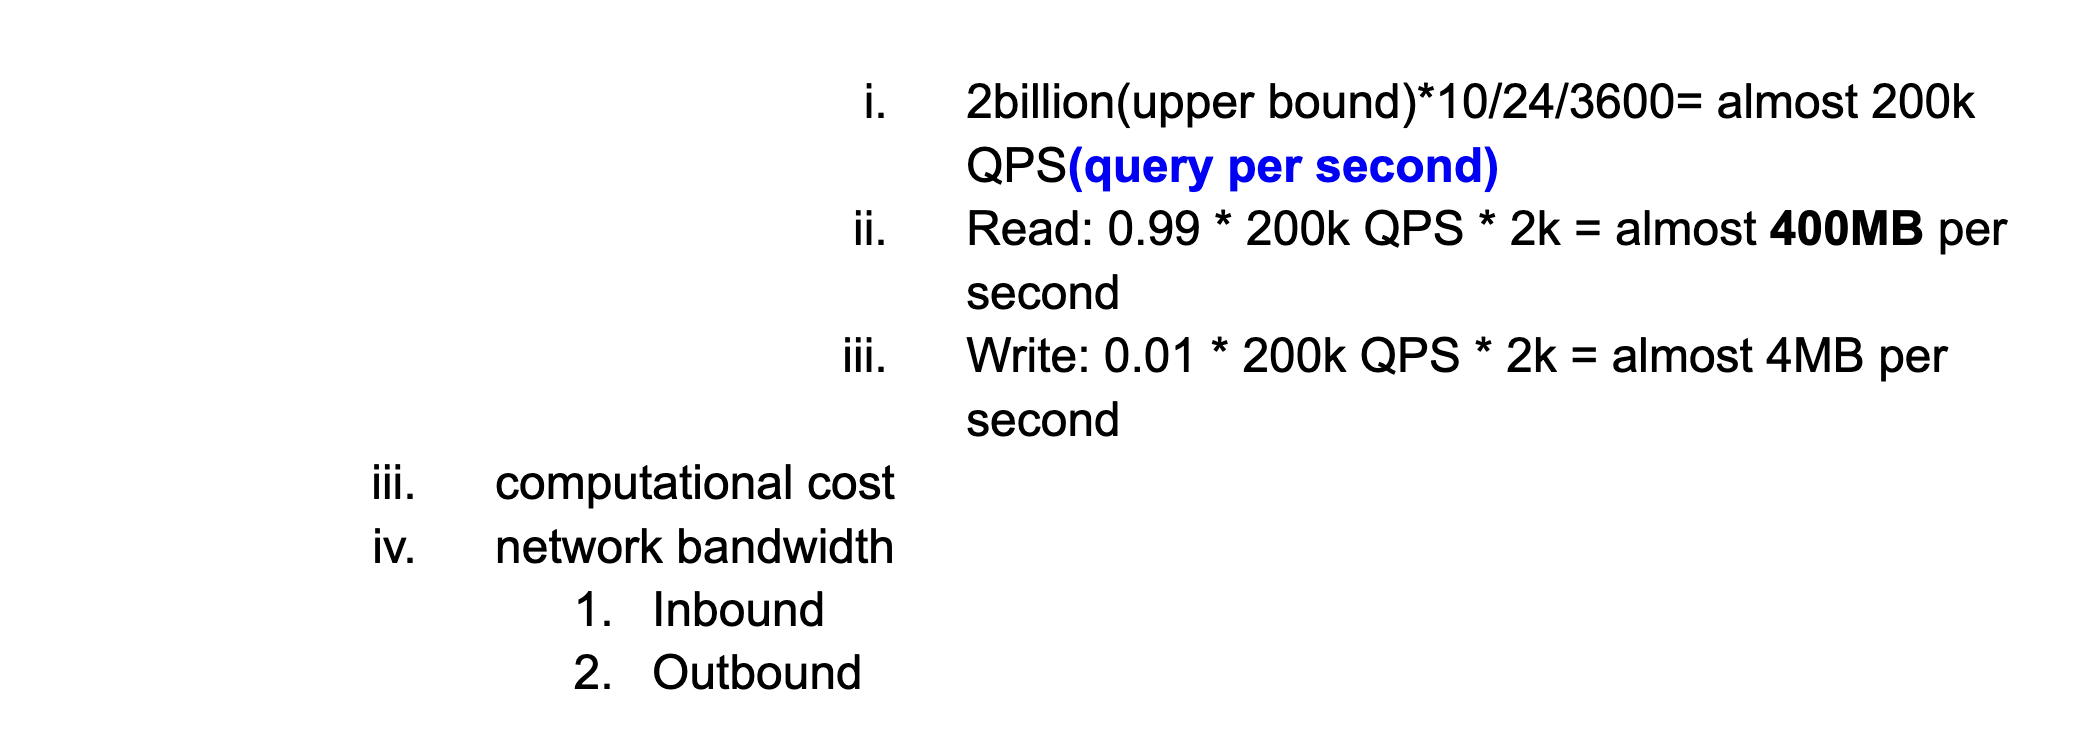 i. 2billion(upper bound)*10/24/3600= almost 200k
QPS(query per second)
ii. Read: 0.99 * 200k QPS * 2k = almost 400MB per
second
iii. Write: 0.01 * 200k QPS * 2k = almost 4MB per
second
iii. computational cost
iv. network bandwidth
1. Inbound
2. Outbound